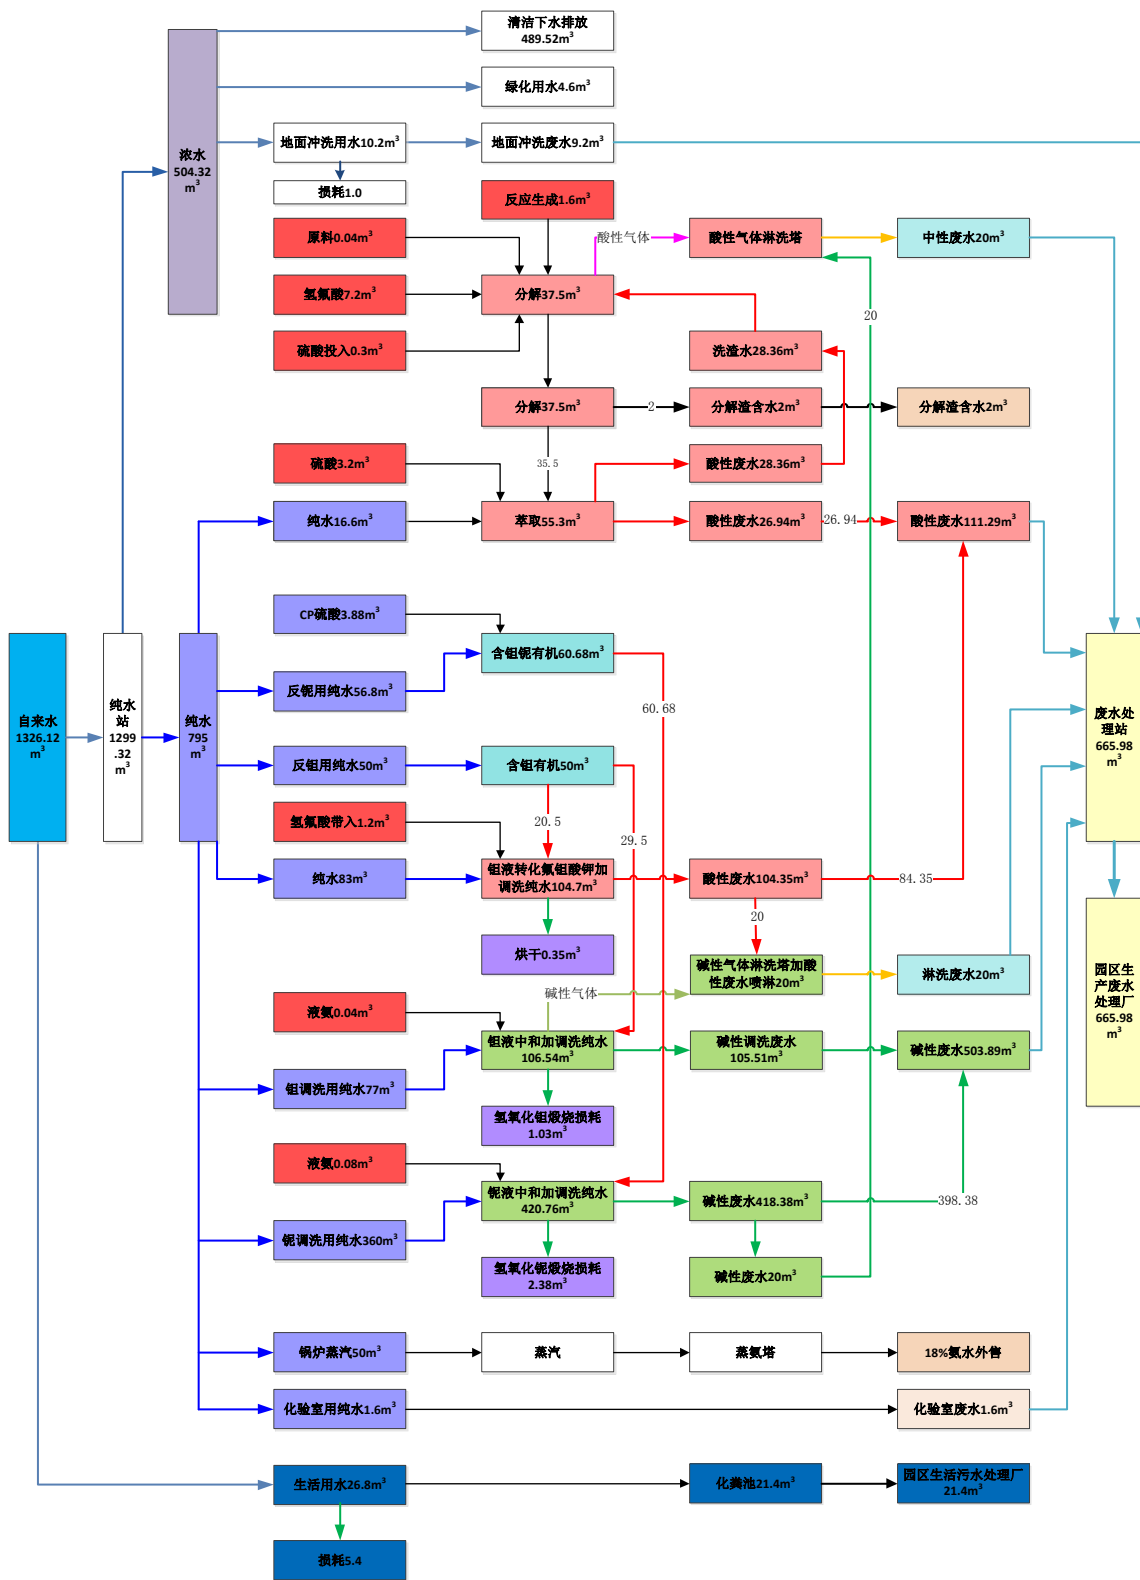 清洁下水排放
489.52m³
绿化用水4.6m³
地面冲洗用水10.2m³
地面冲洗废水9.2m³
浓水
504.32
m³
损耗1.0
反应生成1.6m³
原料0.04m³
酸性气体
酸性气体淋洗塔
中性废水20m³
氢氟酸7.2m³
分解37.5m³
20
硫酸投入0.3m³
洗渣水28.36m³
分解37.5m³
2
分解渣含水2m³
分解渣含水2m³
硫酸3.2m³
35.5
酸性废水28.36m³
纯水16.6m³
萃取55.3m³
酸性废水26.94m³
26.94
酸性废水111.29m³
CP硫酸3.88m³
含钽铌有机60.68m³
反铌用纯水56.8m³
60.68
自来水
1326.12
m³
纯水
站
1299
.32
m³
纯水
795
m³
废水处
理站
665.98
m³
反钽用纯水50m³
含钽有机50m³
氢氟酸带入1.2m³
20.5
29.5
纯水83m³
钽液转化氟钽酸钾加
调洗纯水104.7m³
酸性废水104.35m³
84.35
20
烘干0.35m³
碱性气体淋洗塔加酸
性废水喷淋20m³
淋洗废水20m³
园区生
产废水
处理厂
665.98
m³
碱性气体
液氨0.04m³
钽液中和加调洗纯水
106.54m³
碱性调洗废水
105.51m³
碱性废水503.89m³
钽调洗用纯水77m³
氢氧化钽煅烧损耗
1.03m³
液氨0.08m³
铌液中和加调洗纯水
420.76m³
碱性废水418.38m³
398.38
铌调洗用纯水360m³
氢氧化铌煅烧损耗
2.38m³
碱性废水20m³
锅炉蒸汽50m³
蒸汽
蒸氨塔
18%氨水外售
化验室用纯水1.6m³
化验室废水1.6m³
生活用水26.8m³
化粪池21.4m³
园区生活污水处理厂
21.4m³
损耗5.4